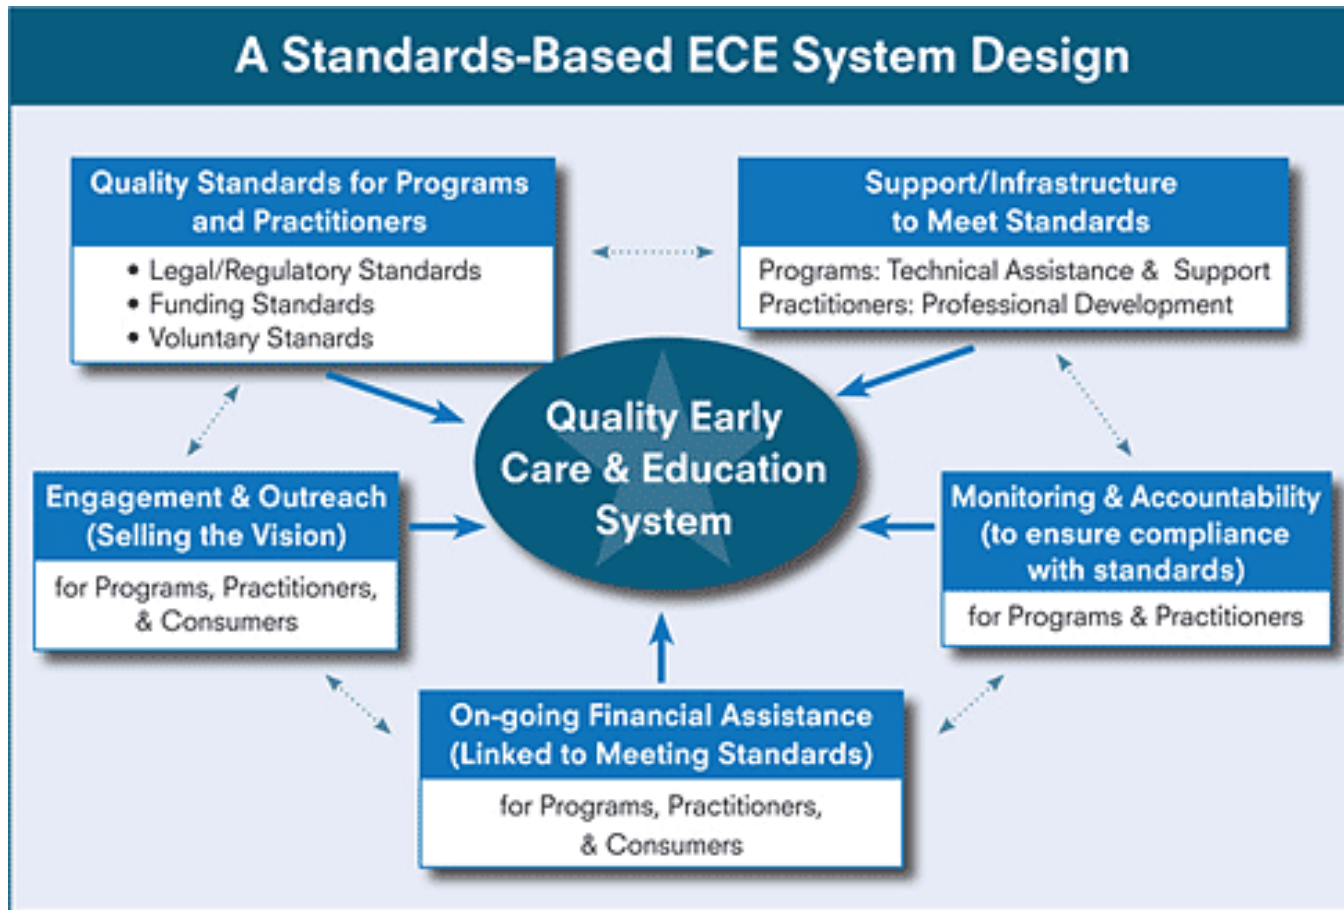 A Standards-Based ECE System Design
Quality Standards for Programs
and Practitioners
• Legal/Regulatory Standards
• Funding Standards
• Voluntary Stanards
Support/Infrastructure
to Meet Standards
Programs: Technical Assistance & Support
Practitioners: Professional Development
Quality Early
Care & Education
System
Engagement & Outreach
(Selling the Vision)
for Programs, Practitioners,
& Consumers
Monitoring & Accountability
(to ensure compliance
with standards)
for Programs & Practitioners
On-going Financial Assistance
(Linked to Meeting Standards)
for Programs, Practitioners,
& Consumers